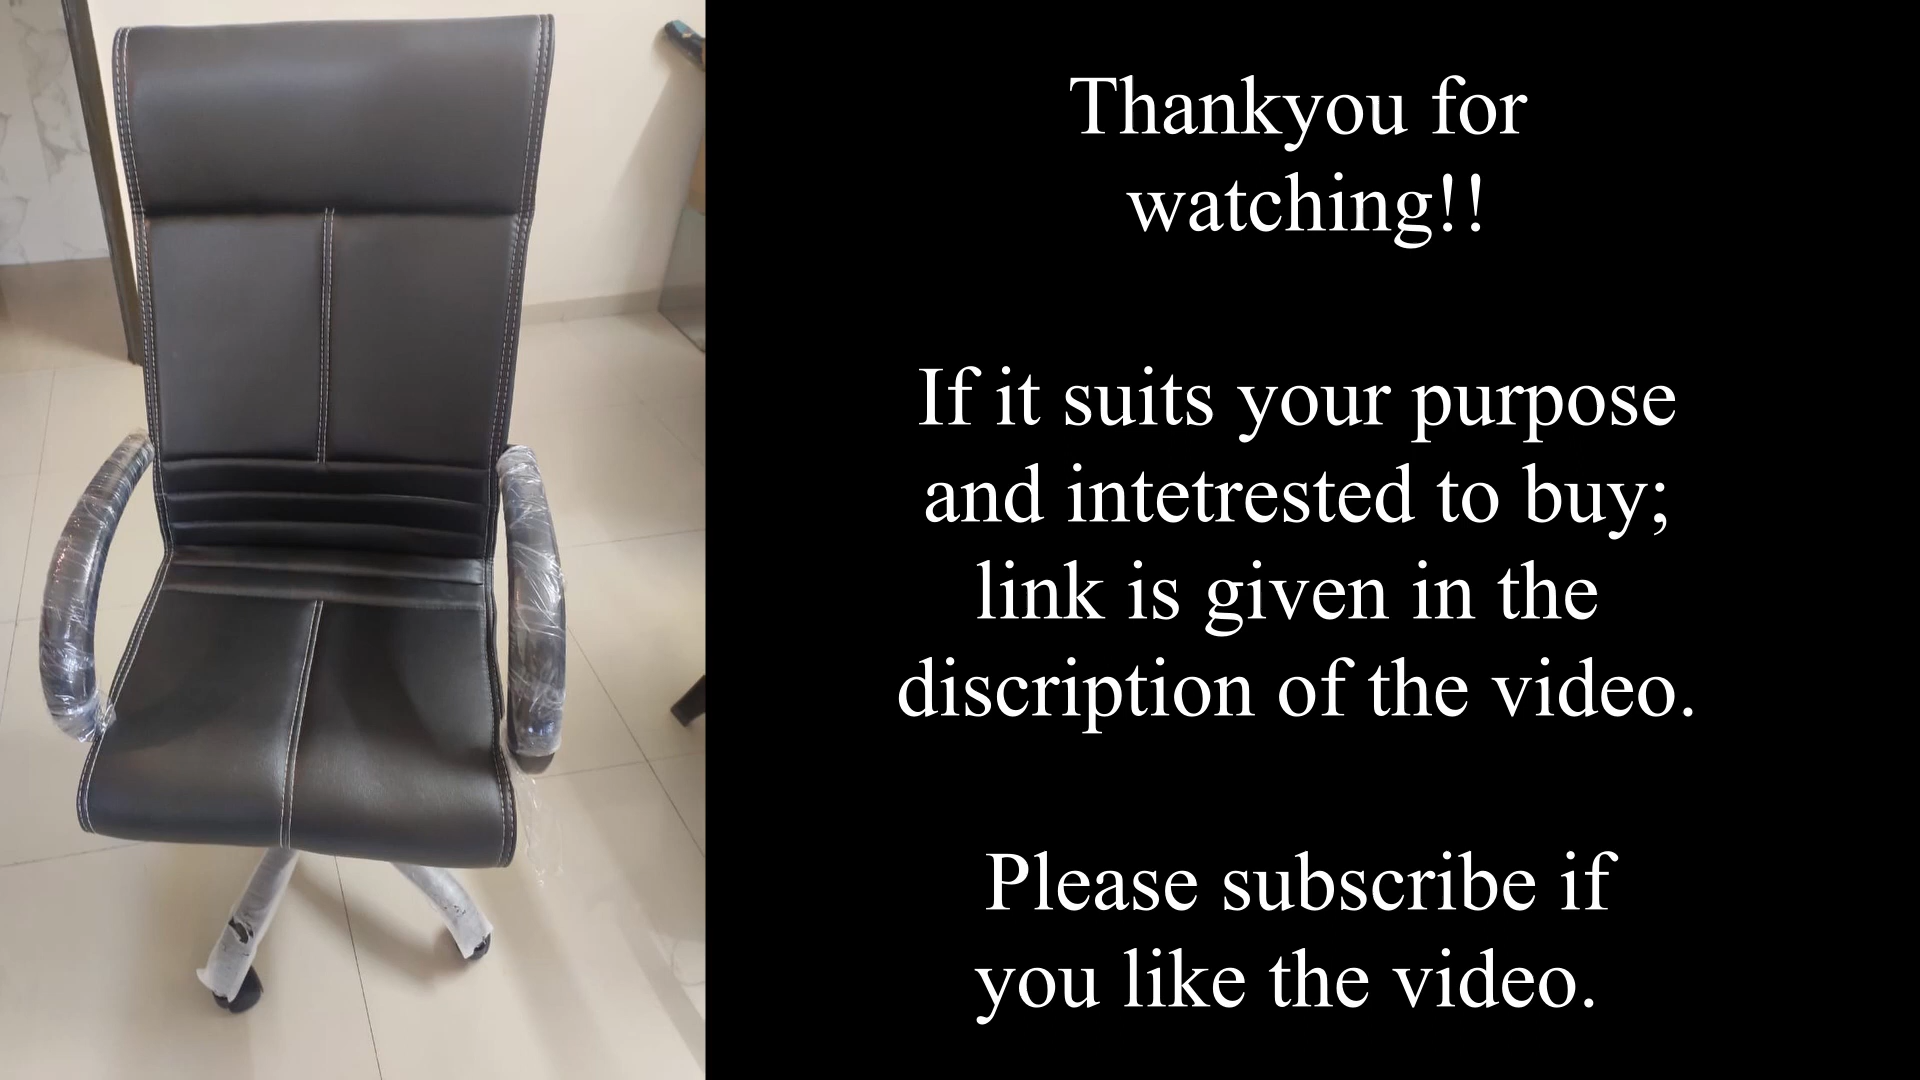 Thankyou for
watching!!
If it suits your purpose
and intetrested to buy;
link is given in the
discription of the video.
Please subscribe if
you like the video.